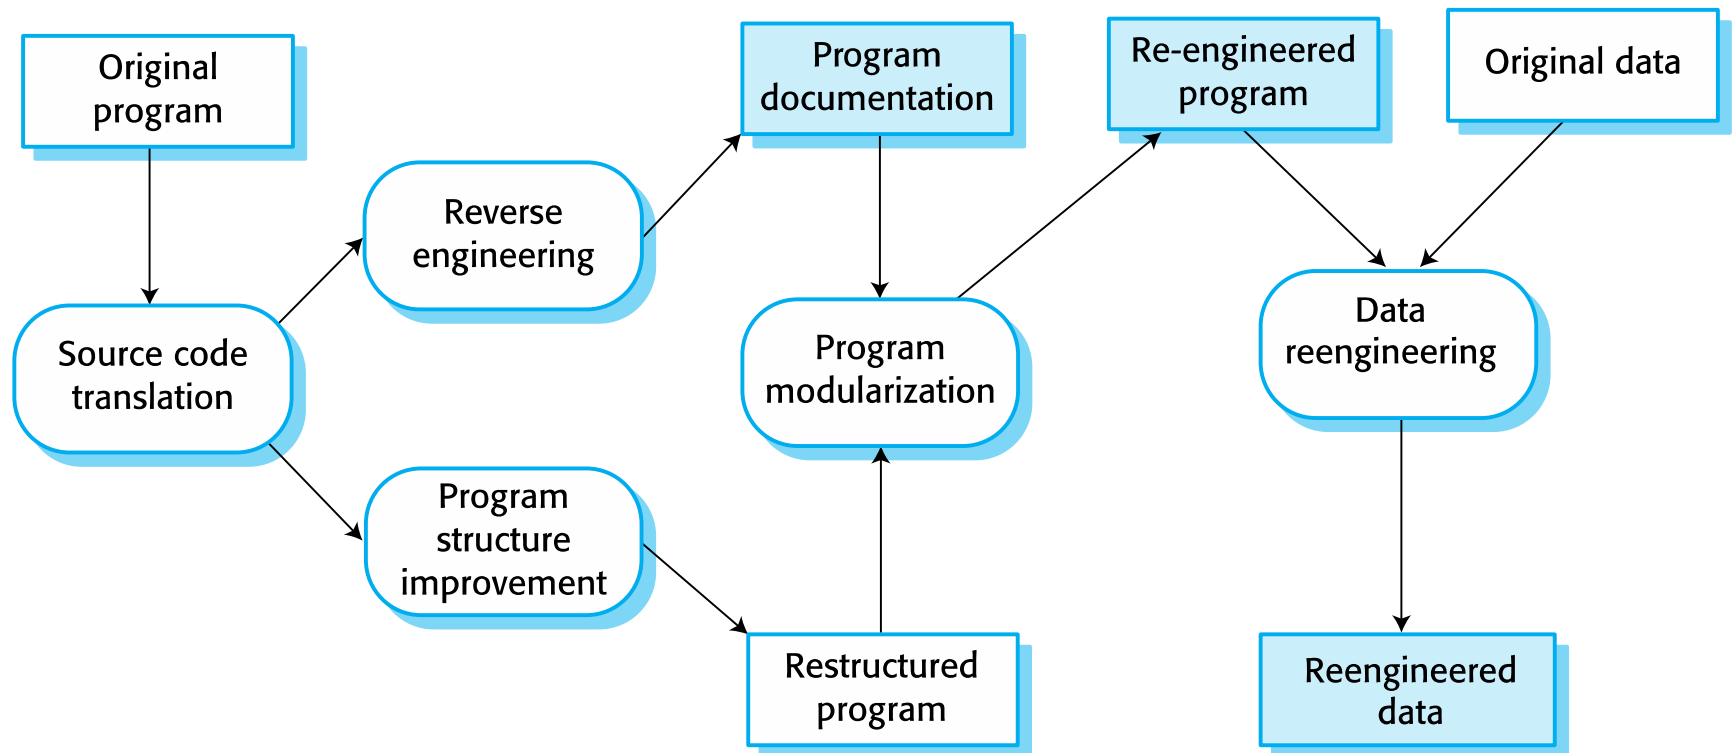 Original
program
Program
documentation
Re-engineered
program
Original data
Reverse
engineering
Source code
translation
Program
modularization
Data
reengineering
Program
structure
improvement
Restructured
program
Reengineered
data